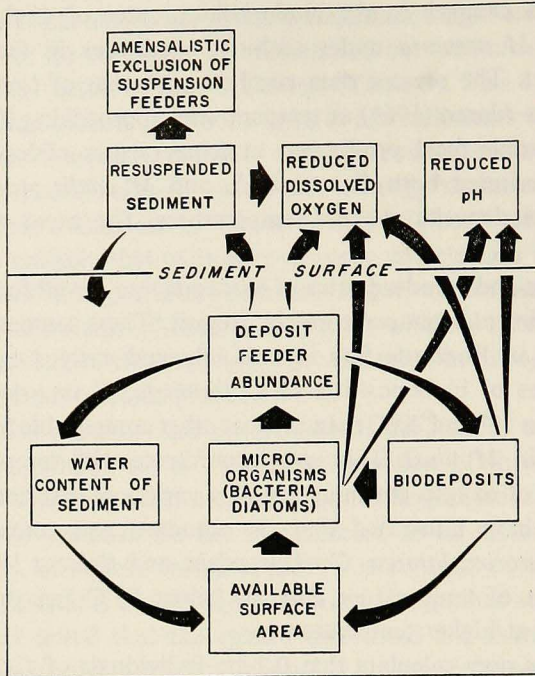 AMENSALISTIC
EXCLUSION OF
SUSPENSION
FEEDERS
RESUSPENDED
SEDIMENT
REDUCED
DISSOLVED
OXYGEN
REDUCED
pH
SEDIMENT SURFACE
DEPOSIT
FEEDER
ABUNDANCE
WATER
CONTENT OF
SEDIMENT
MICRO-
ORGANISMS
(BACTERIA-
DIATOMS)
BIODEPOSITS
AVAILABLE
SURFACE
AREA